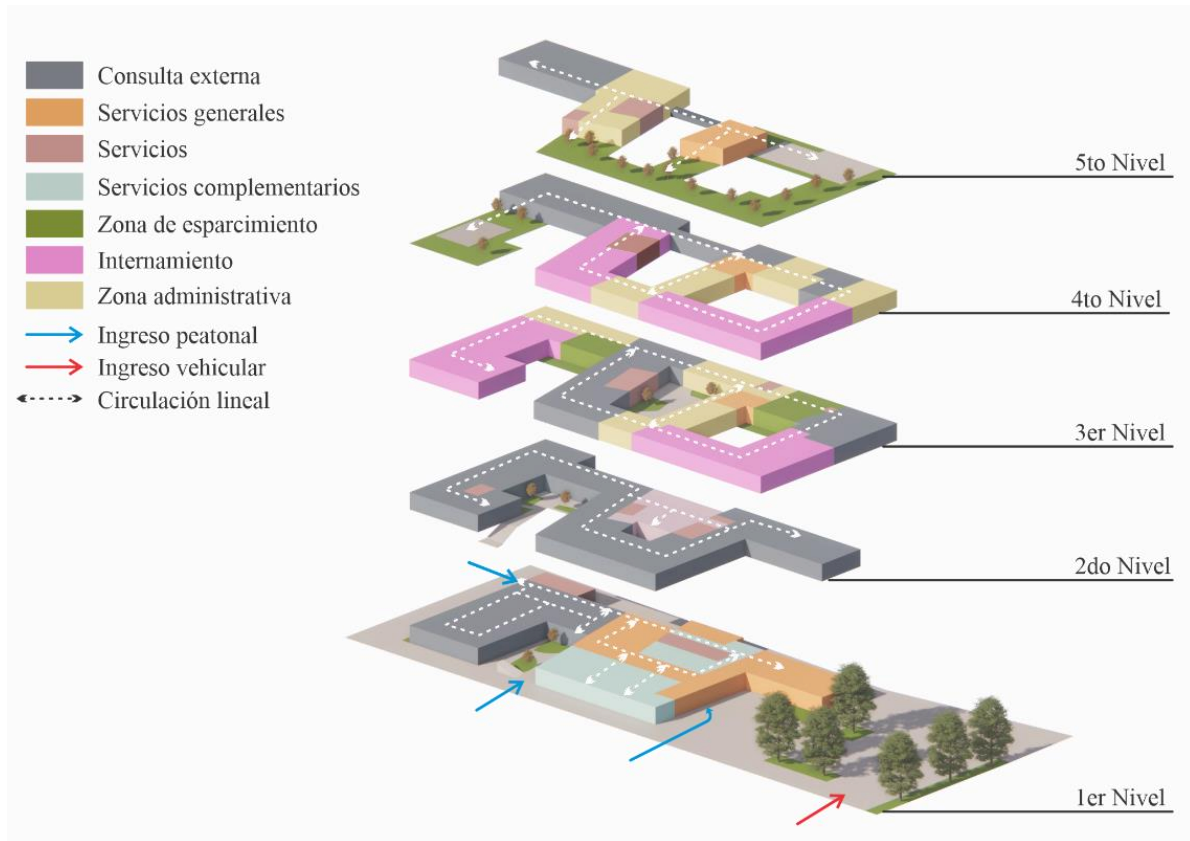 Consulta externa
Servicios generales
Servicios
Servicios complementarios
Zona de esparcimiento
Internamiento
Zona administrativa
Ingreso peatonal
Ingreso vehicular
Circulación lineal
5to Nivel
4to Nivel
3er Nivel
2do Nivel
1er Nivel